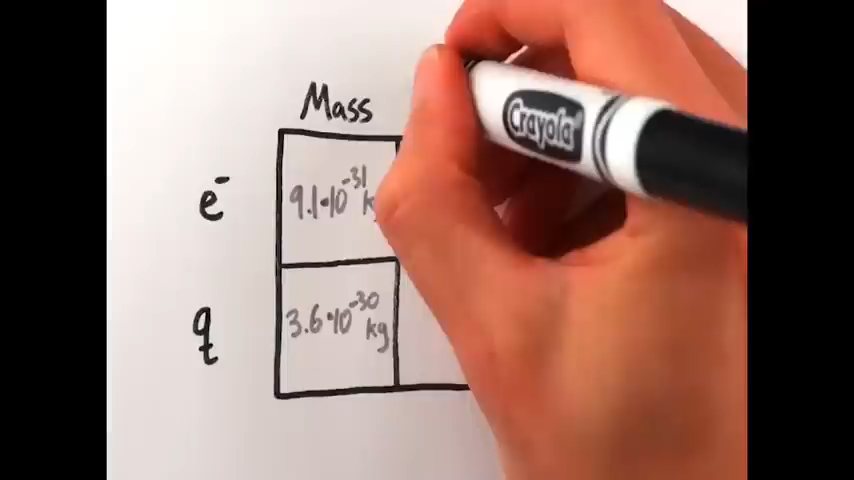 Mass
e⁻
9.1•10⁻³¹ k
q
3.6•10⁻³⁰
kg
Crayola